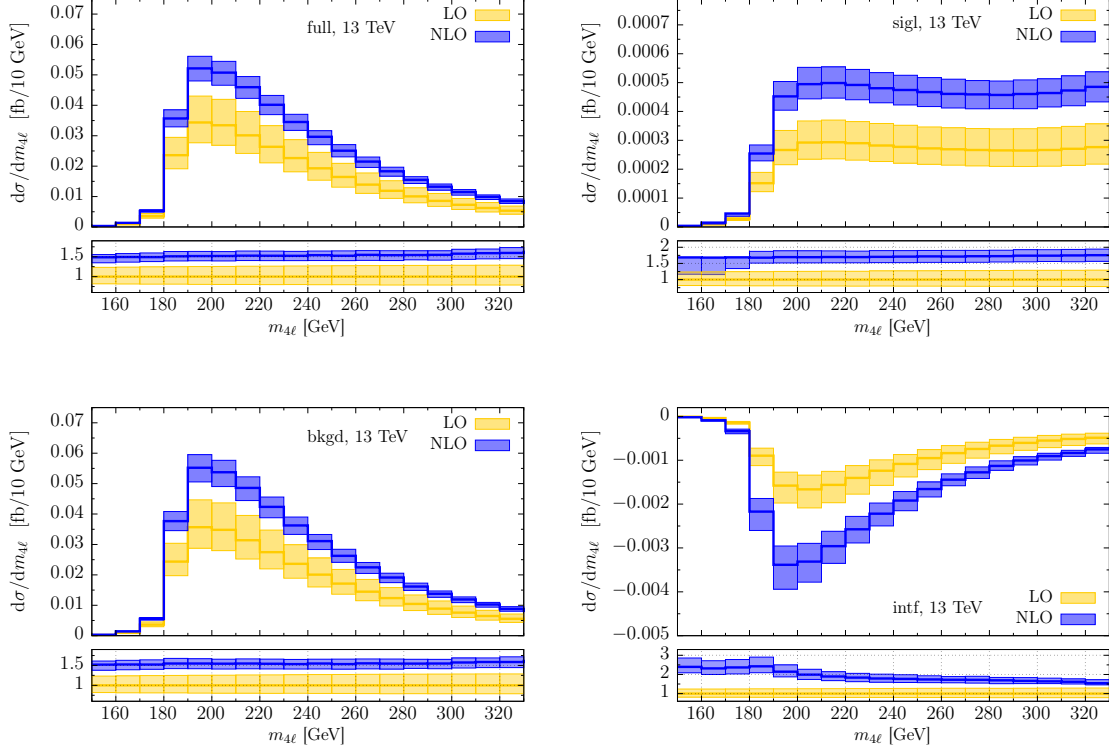 full, 13 TeV
LO
NLO
dσ/dm4ℓ [fb/10 GeV]
0.07
0.06
0.05
0.04
0.03
0.02
0.01
0
1.5
1
160 180 200 220 240 260 280 300 320
m4ℓ [GeV]
sigl, 13 TeV
LO
NLO
dσ/dm4ℓ [fb/10 GeV]
0.0007
0.0006
0.0005
0.0004
0.0003
0.0002
0.0001
0
2
1.5
1
160 180 200 220 240 260 280 300 320
m4ℓ [GeV]
bkgd, 13 TeV
LO
NLO
dσ/dm4ℓ [fb/10 GeV]
0.07
0.06
0.05
0.04
0.03
0.02
0.01
0
1.5
1
160 180 200 220 240 260 280 300 320
m4ℓ [GeV]
dσ/dm4ℓ [fb/10 GeV]
0
−0.001
−0.002
−0.003
−0.004
−0.005
intf, 13 TeV
LO
NLO
3
2
1
160 180 200 220 240 260 280 300 320
m4ℓ [GeV]